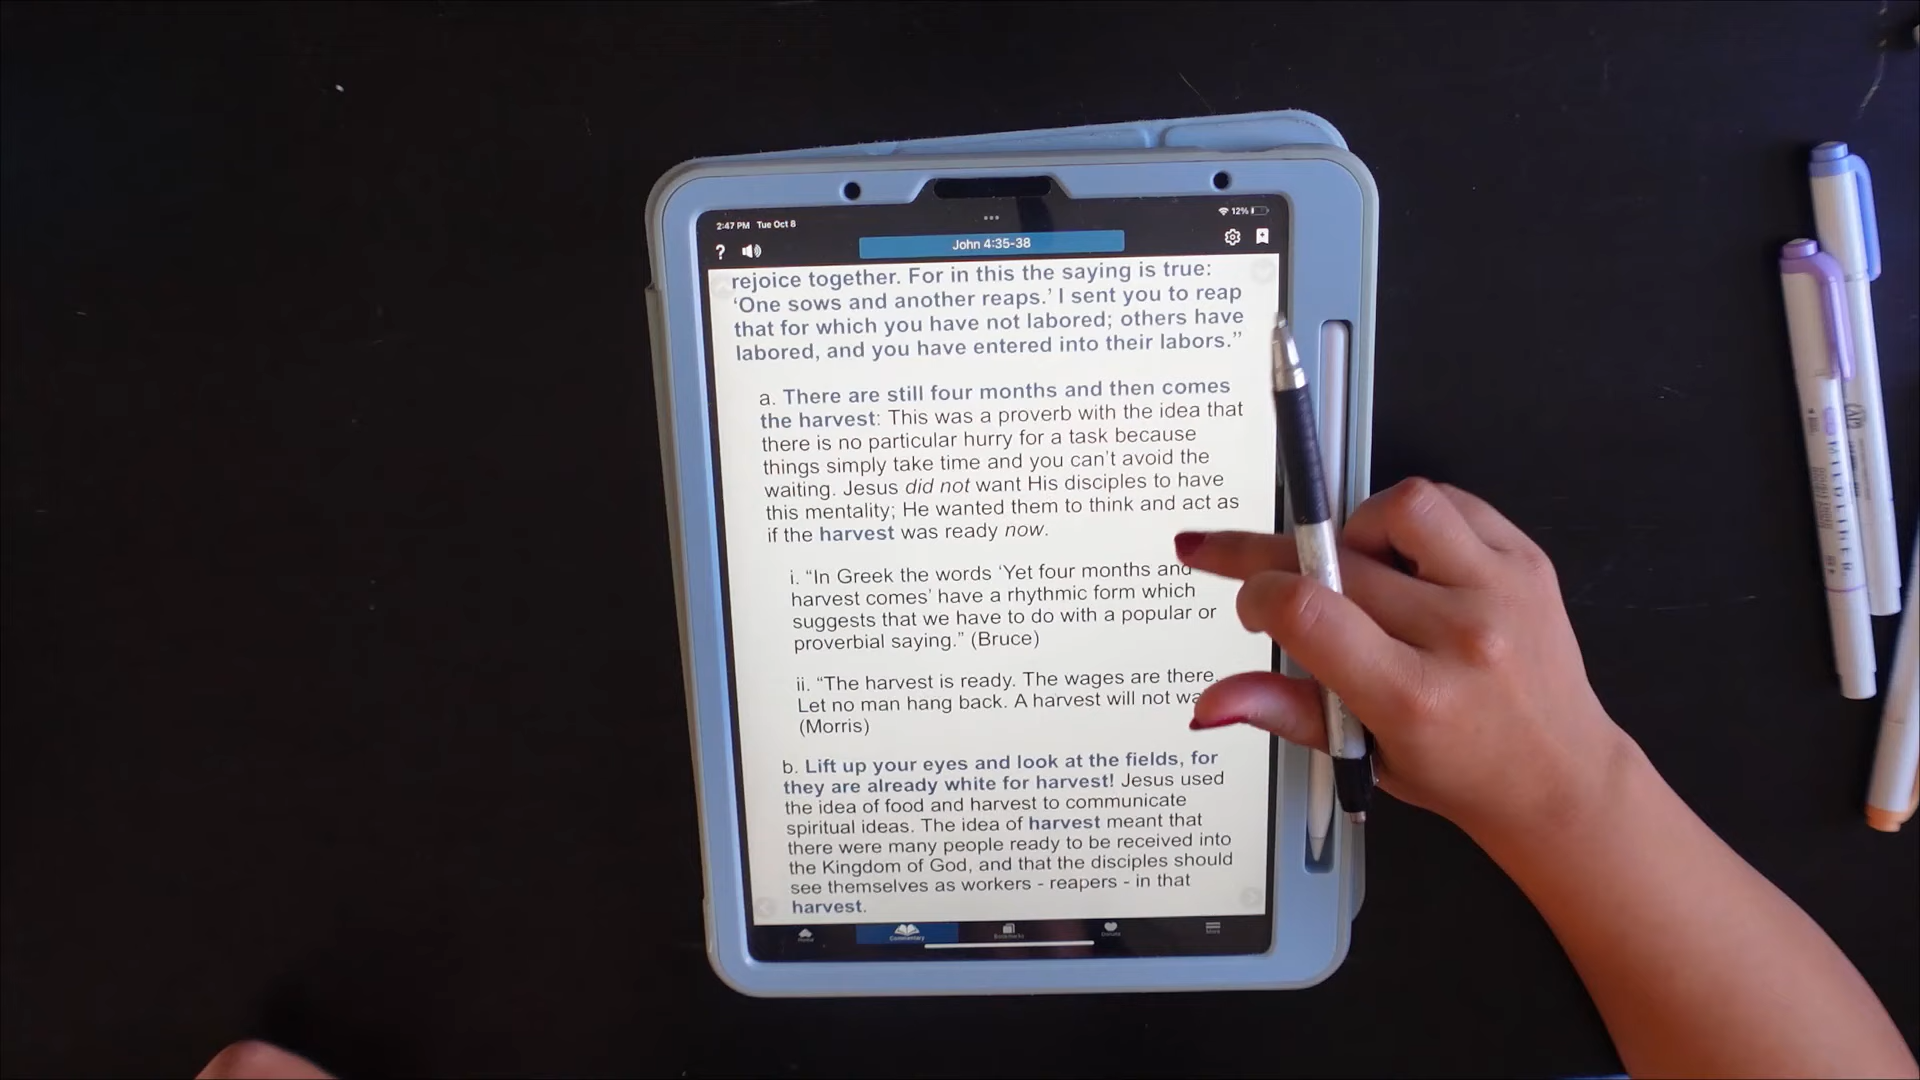 2:47 PM Tue Oct 8
12%
John 4:35-38
rejoice together. For in this the saying is true:
‘One sows and another reaps.’ I sent you to reap
that for which you have not labored; others have
labored, and you have entered into their labors.”
a. There are still four months and then comes
the harvest: This was a proverb with the idea that
there is no particular hurry for a task because
things simply take time and you can’t avoid the
waiting. Jesus did not want His disciples to have
this mentality; He wanted them to think and act as
if the harvest was ready now.
i. “In Greek the words ‘Yet four months and
harvest comes’ have a rhythmic form which
suggests that we have to do with a popular or
proverbial saying.” (Bruce)
ii. “The harvest is ready. The wages are there.
Let no man hang back. A harvest will not
(Morris)
b. Lift up your eyes and look at the fields, for
they are already white for harvest! Jesus used
the idea of food and harvest to communicate
spiritual ideas. The idea of harvest meant that
there were many people ready to be received into
the Kingdom of God, and that the disciples should
see themselves as workers - reapers - in that
harvest.
Home
Commentary
Bookmarks
Donate
More